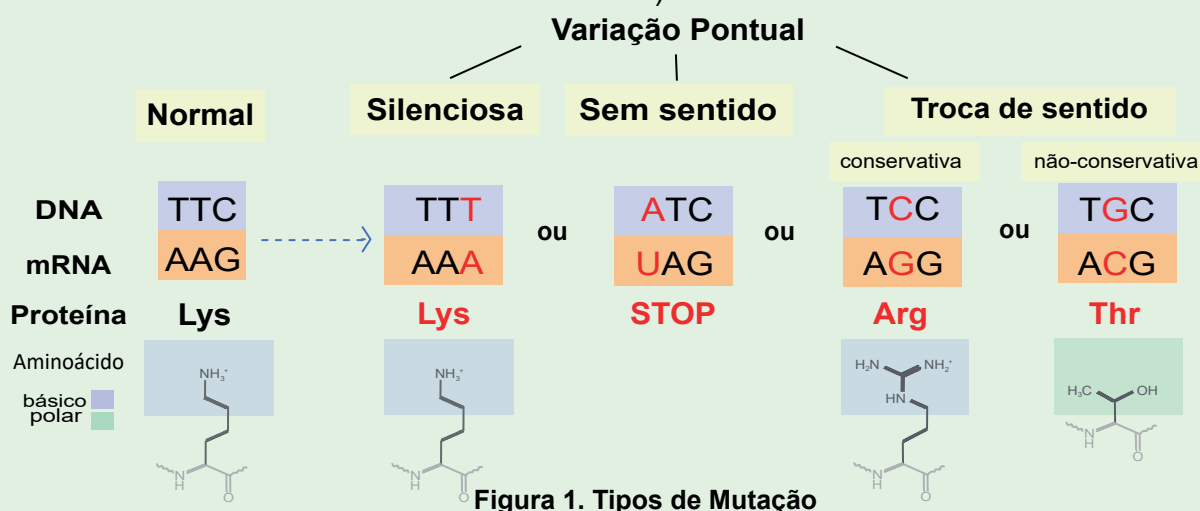 Variação Pontual
Normal
Silenciosa
Sem sentido
Troca de sentido
conservativa
não-conservativa
DNA
TTC
TTT
ou
ATC
ou
TCC
ou
TGC
mRNA
AAG
AAA
UAG
AGG
ACG
Proteína
Lys
Lys
STOP
Arg
Thr
Aminoácido
básico
polar
NH₃⁺
N
H
O
NH₃⁺
N
H
O
H₂N
NH₂⁺
HN
N
H
O
H₃C
OH
N
H
O
Figura 1. Tipos de Mutação